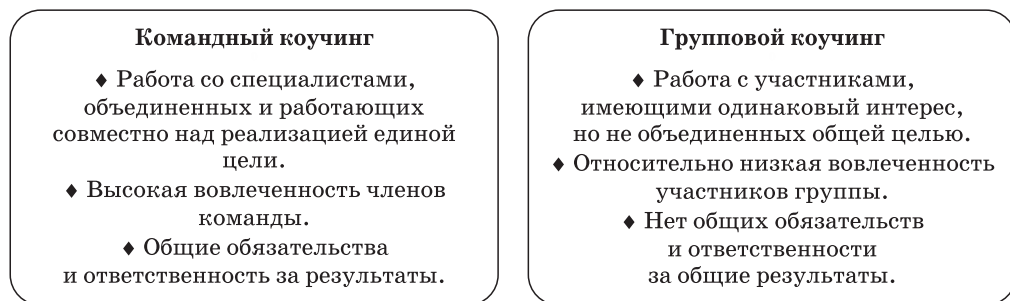 Командный коучинг
♦ Работа со специалистами,
объединенных и работающих
совместно над реализацией единой
цели.
♦ Высокая вовлеченность членов
команды.
♦ Общие обязательства
и ответственность за результаты.
Групповой коучинг
♦ Работа с участниками,
имеющими одинаковый интерес,
но не объединенных общей целью.
♦ Относительно низкая вовлеченность
участников группы.
♦ Нет общих обязательств
и ответственности
за общие результаты.